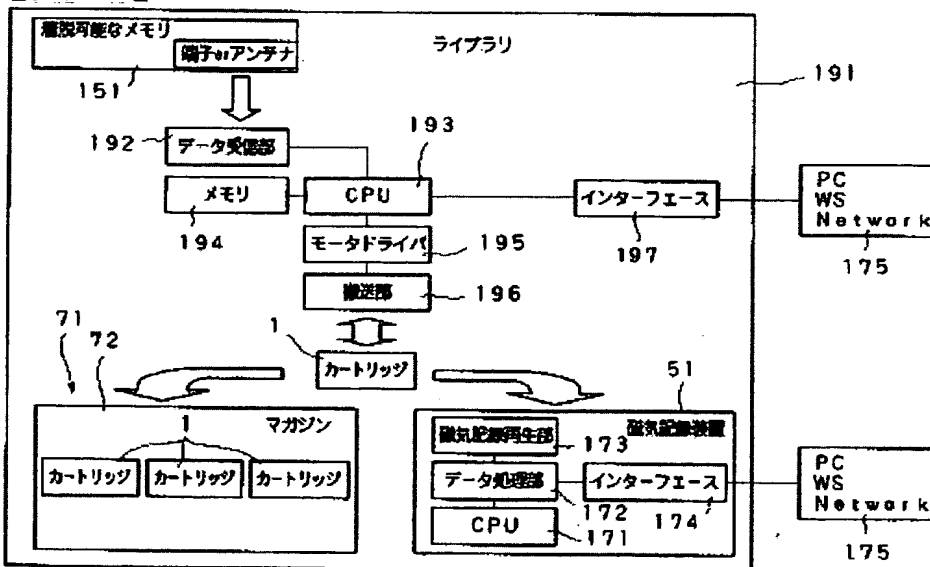 着脱可能なメモリ
端子orアンテナ
ライブラリ
151
191
192
データ受信部
193
メモリ
CPU
インターフェース
PC
WS
Network
194
モータドライバ
195
197
175
搬送部
196
71
72
1
カートリッジ
51
1
マガジン
磁気記録再生部
磁気記録装置
173
カートリッジ
カートリッジ
カートリッジ
データ処理部
インターフェース
PC
WS
Network
172
174
CPU
171
175